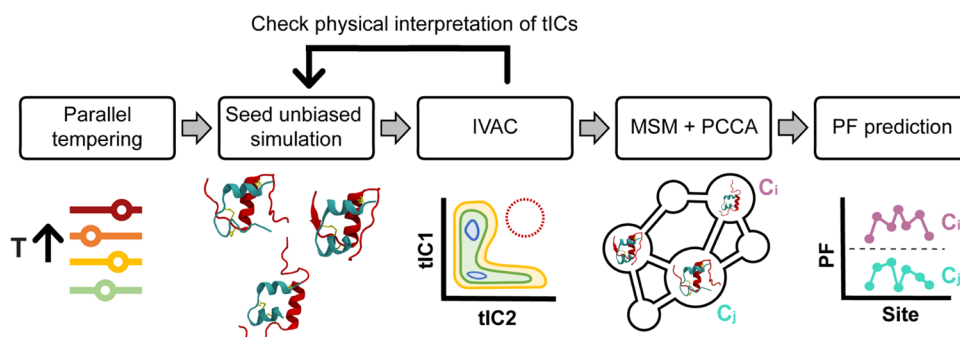 Check physical interpretation of tICs
Parallel
tempering
Seed unbiased
simulation
IVAC
MSM + PCCA
PF prediction
T
tIC1
tIC2
Ci
Cj
PF
Ci
Cj
Site